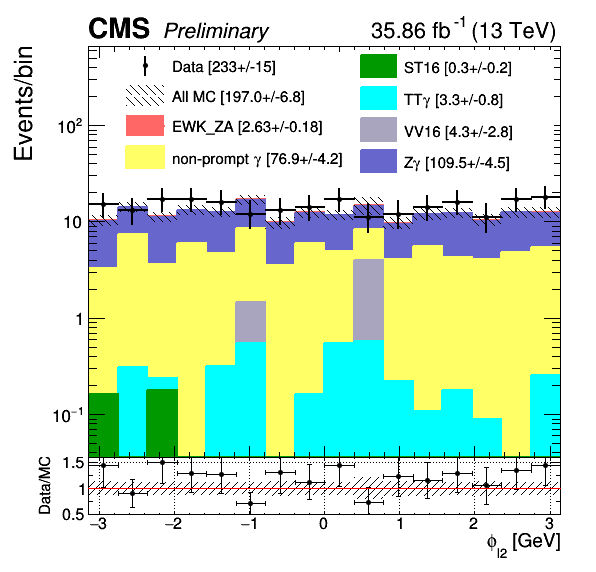 CMS Preliminary 35.86 fb⁻¹ (13 TeV)
Events/bin
Data [233+/-15]
All MC [197.0+/-6.8]
EWK_ZA [2.63+/-0.18]
non-prompt γ [76.9+/-4.2]
ST16 [0.3+/-0.2]
TTγ [3.3+/-0.8]
VV16 [4.3+/-2.8]
Zγ [109.5+/-4.5]
10²
10
1
10⁻¹
Data/MC
1.5
1
0.5
−3 −2 −1 0 1 2 3
ϕ_l2 [GeV]